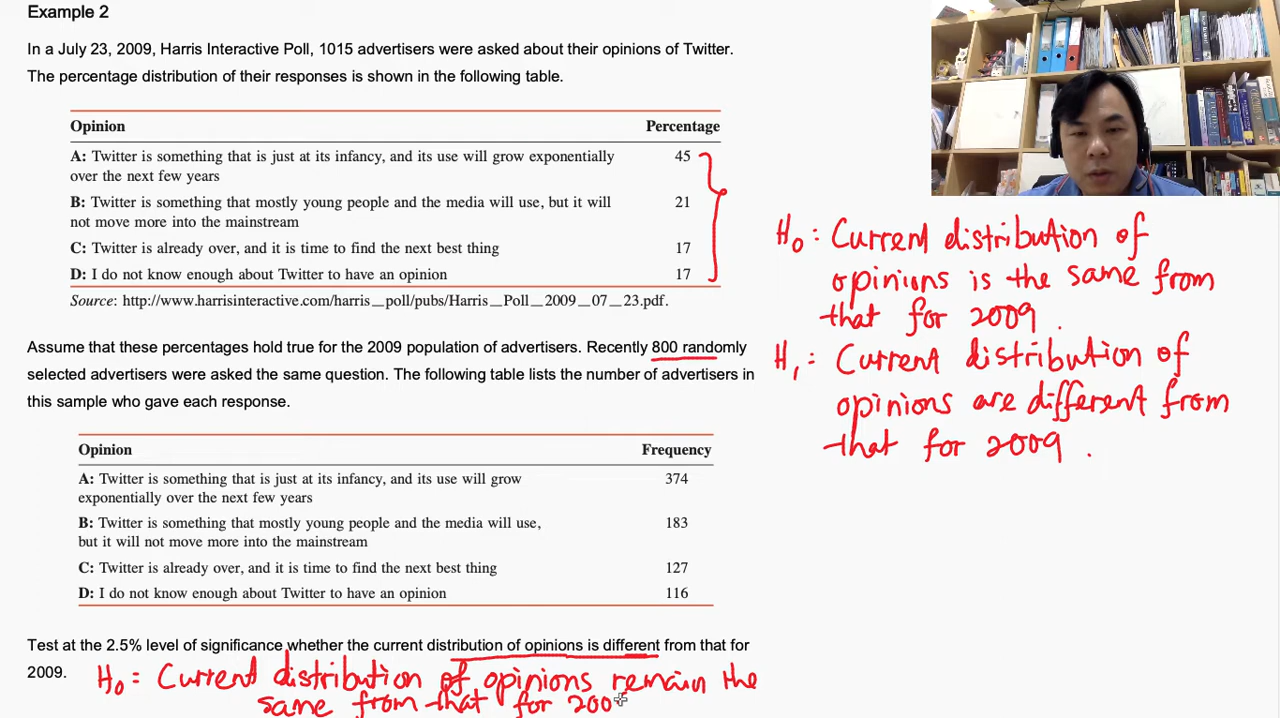 Example 2
In a July 23, 2009, Harris Interactive Poll, 1015 advertisers were asked about their opinions of Twitter.
The percentage distribution of their responses is shown in the following table.
Opinion Percentage
A: Twitter is something that is just at its infancy, and its use will grow exponentially 45
over the next few years
B: Twitter is something that mostly young people and the media will use, but it will 21
not move more into the mainstream
C: Twitter is already over, and it is time to find the next best thing 17
D: I do not know enough about Twitter to have an opinion 17
Source: http://www.harrisinteractive.com/harris_poll/pubs/Harris_Poll_2009_07_23.pdf.
Assume that these percentages hold true for the 2009 population of advertisers. Recently 800 randomly
selected advertisers were asked the same question. The following table lists the number of advertisers in
this sample who gave each response.
Opinion Frequency
A: Twitter is something that is just at its infancy, and its use will grow 374
exponentially over the next few years
B: Twitter is something that mostly young people and the media will use, 183
but it will not move more into the mainstream
C: Twitter is already over, and it is time to find the next best thing 127
D: I do not know enough about Twitter to have an opinion 116
Test at the 2.5% level of significance whether the current distribution of opinions is different from that for
2009.
H0 = Current distribution of opinions remain the
same from that for 200
H0 : Current distribution of
opinions is the same from
that for 2009.
H1 : Current distribution of
opinions are different from
that for 2009.